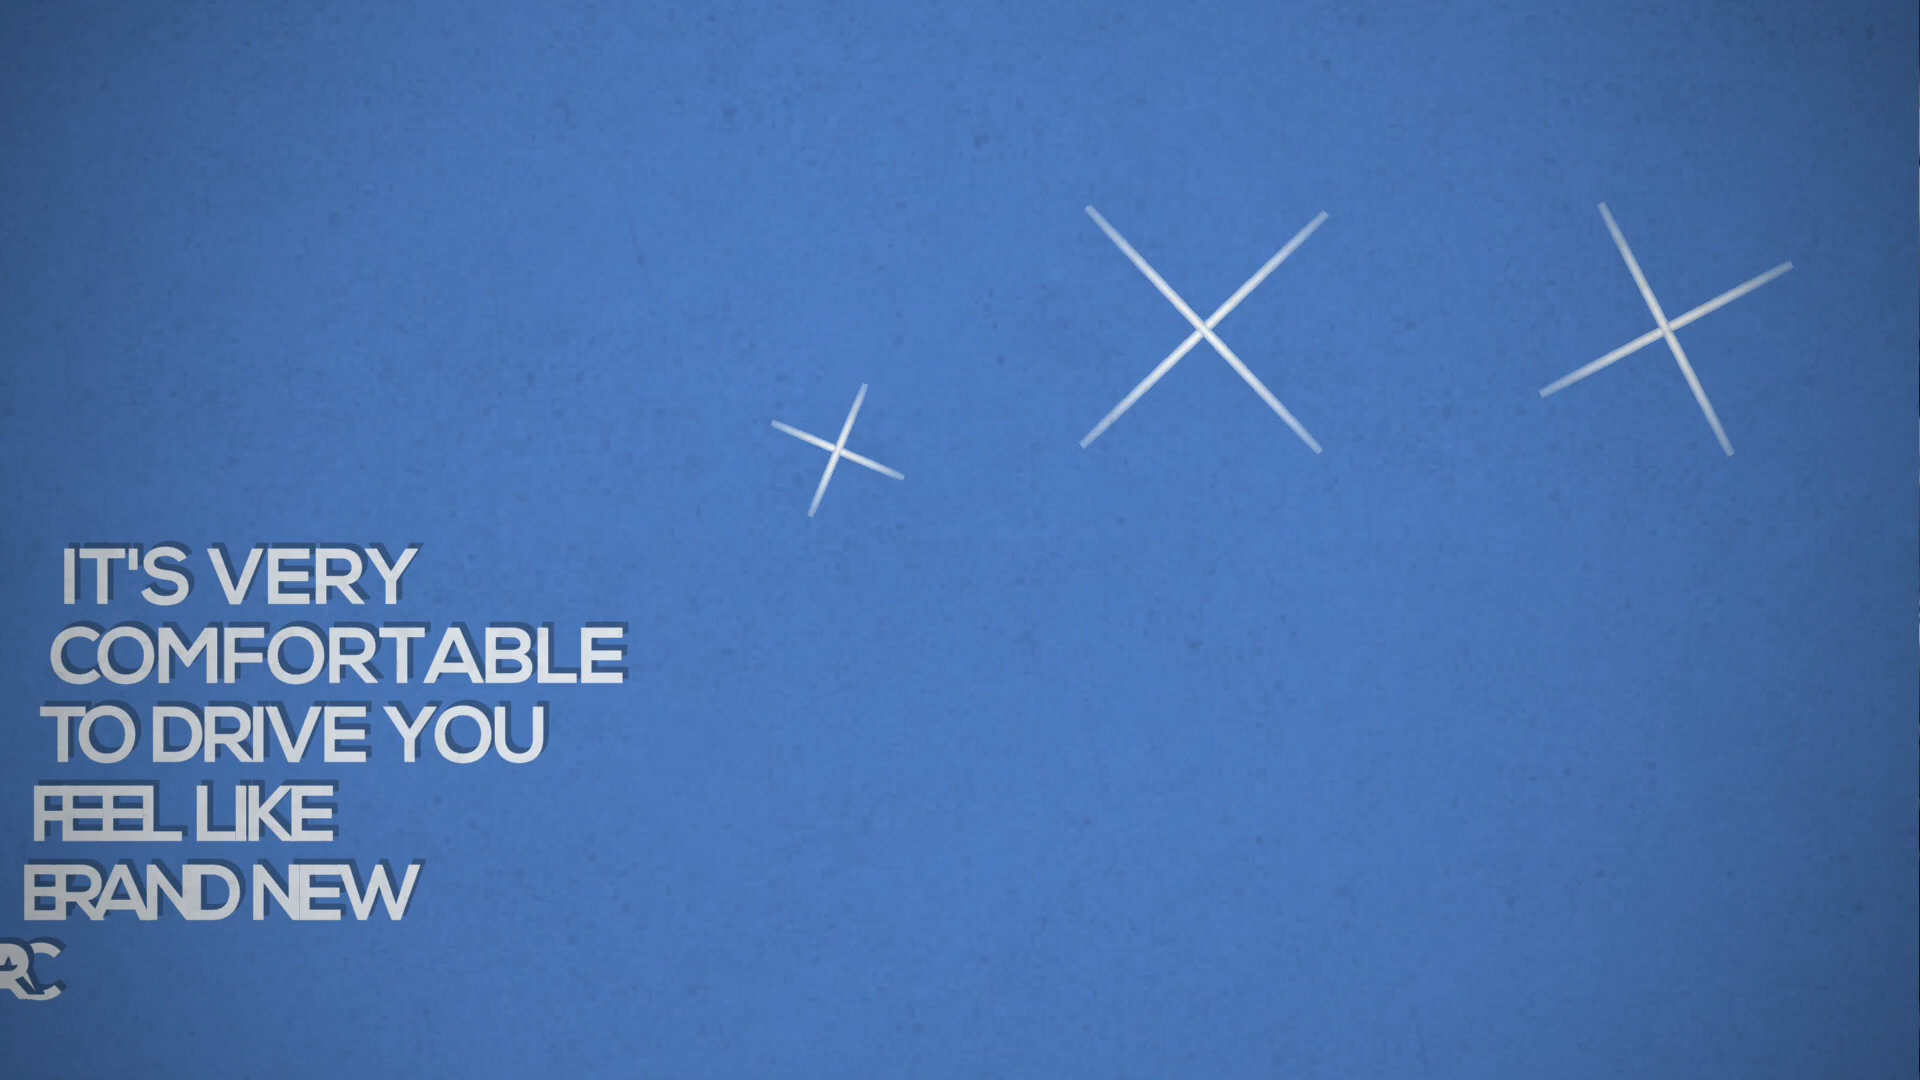 IT'S VERY
COMFORTABLE
TO DRIVE YOU
FEEL LIKE
BRAND NEW